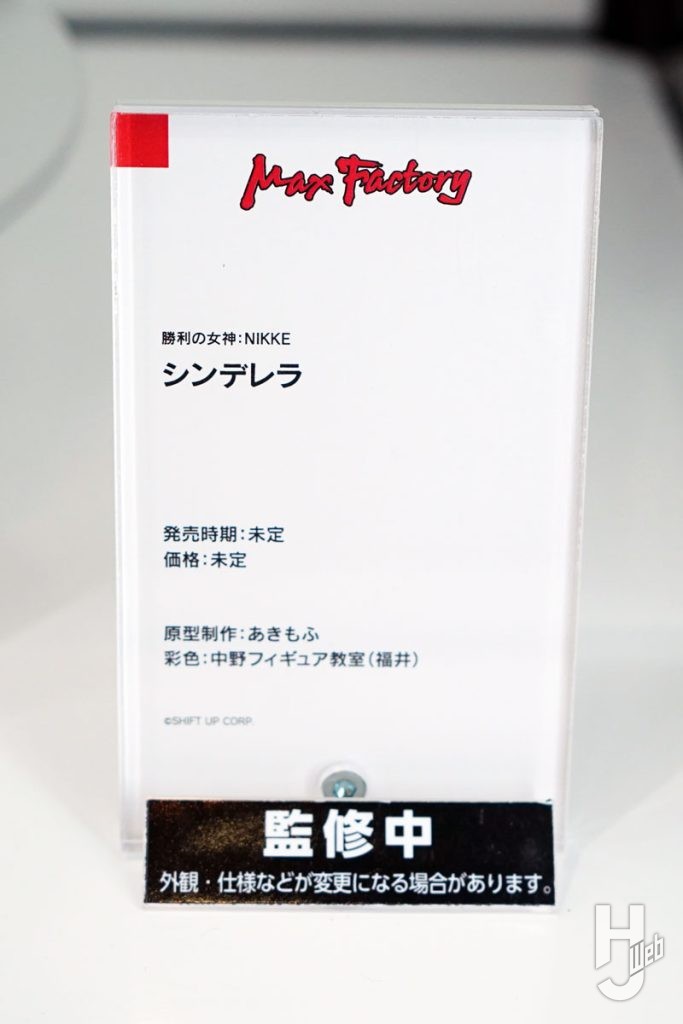 Max Factory
勝利の女神：NIKKE
シンデレラ
発売時期：未定
価格：未定
原型制作：あきもふ
彩色：中野フィギュア教室（福井）
©SHIFT UP CORP.
監修中
外観・仕様などが変更になる場合があります。
HJ Web